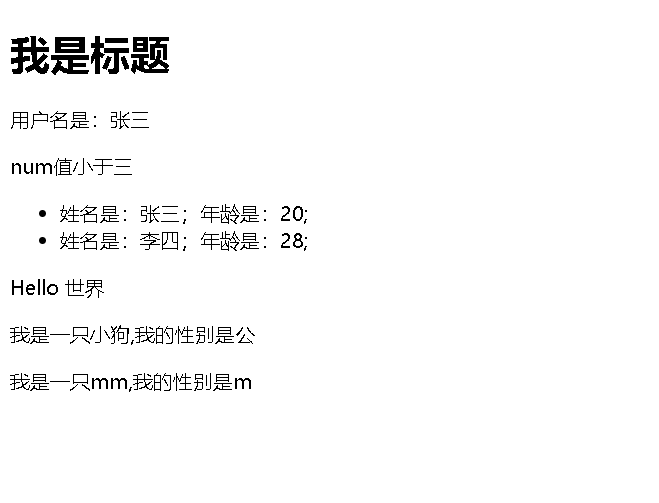 我是标题
用户名是：张三
num值小于三
姓名是：张三；年龄是：20;
姓名是：李四；年龄是：28;
Hello 世界
我是一只小狗,我的性别是公
我是一只mm,我的性别是m